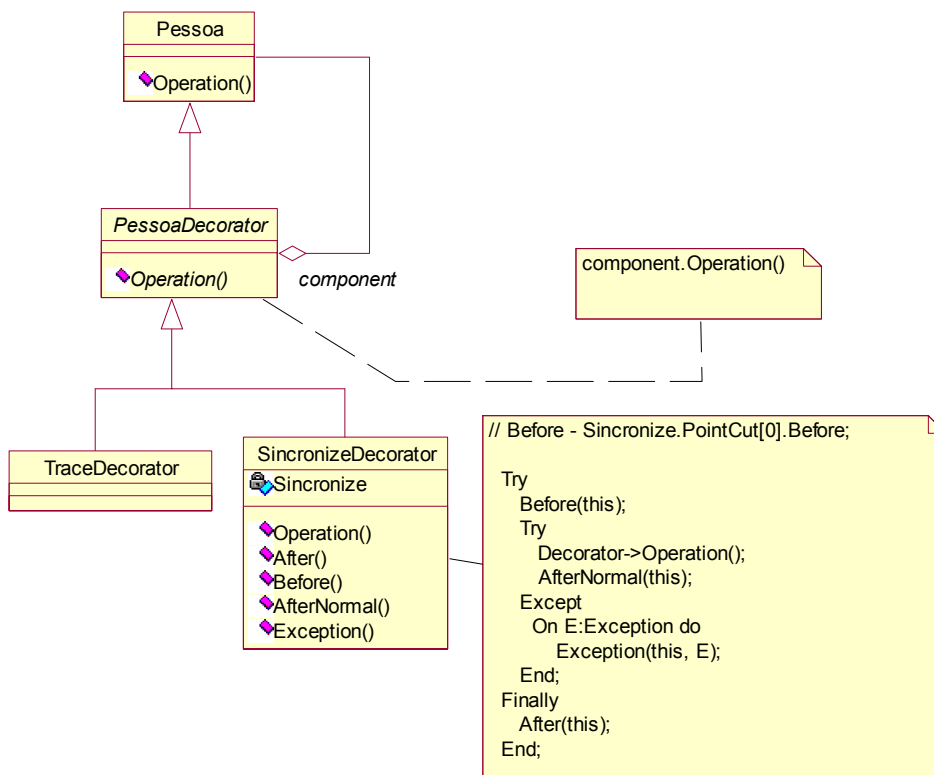 Pessoa
Operation()
PessoaDecorator
Operation()
component
component.Operation()
TraceDecorator
SincronizeDecorator
Sincronize
Operation()
After()
Before()
AfterNormal()
Exception()
// Before - Sincronize.PointCut[0].Before;
Try
Before(this);
Try
Decorator->Operation();
AfterNormal(this);
Except
On E:Exception do
Exception(this, E);
End;
Finally
After(this);
End;